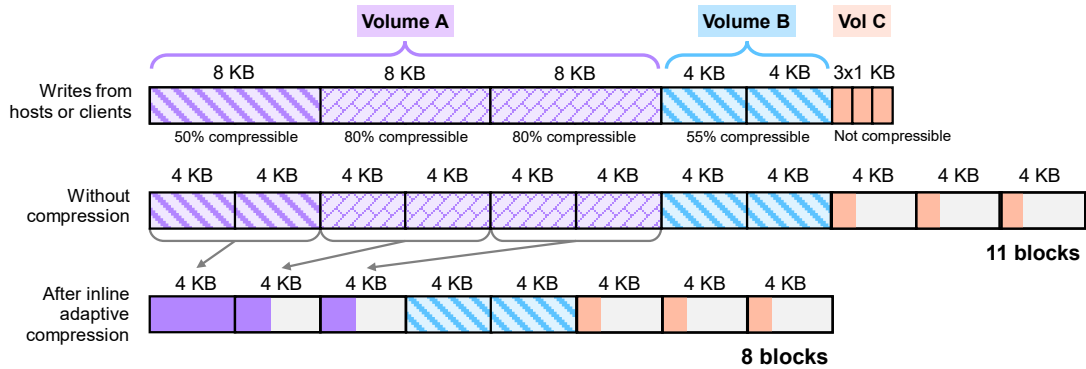 Volume A
Volume B
Vol C
8 KB
8 KB
8 KB
4 KB
4 KB
3x1 KB
Writes from
hosts or clients
50% compressible
80% compressible
80% compressible
55% compressible
Not compressible
4 KB
4 KB
4 KB
4 KB
4 KB
4 KB
4 KB
4 KB
4 KB
4 KB
4 KB
Without
compression
11 blocks
4 KB
4 KB
4 KB
4 KB
4 KB
4 KB
4 KB
4 KB
After inline
adaptive
compression
8 blocks